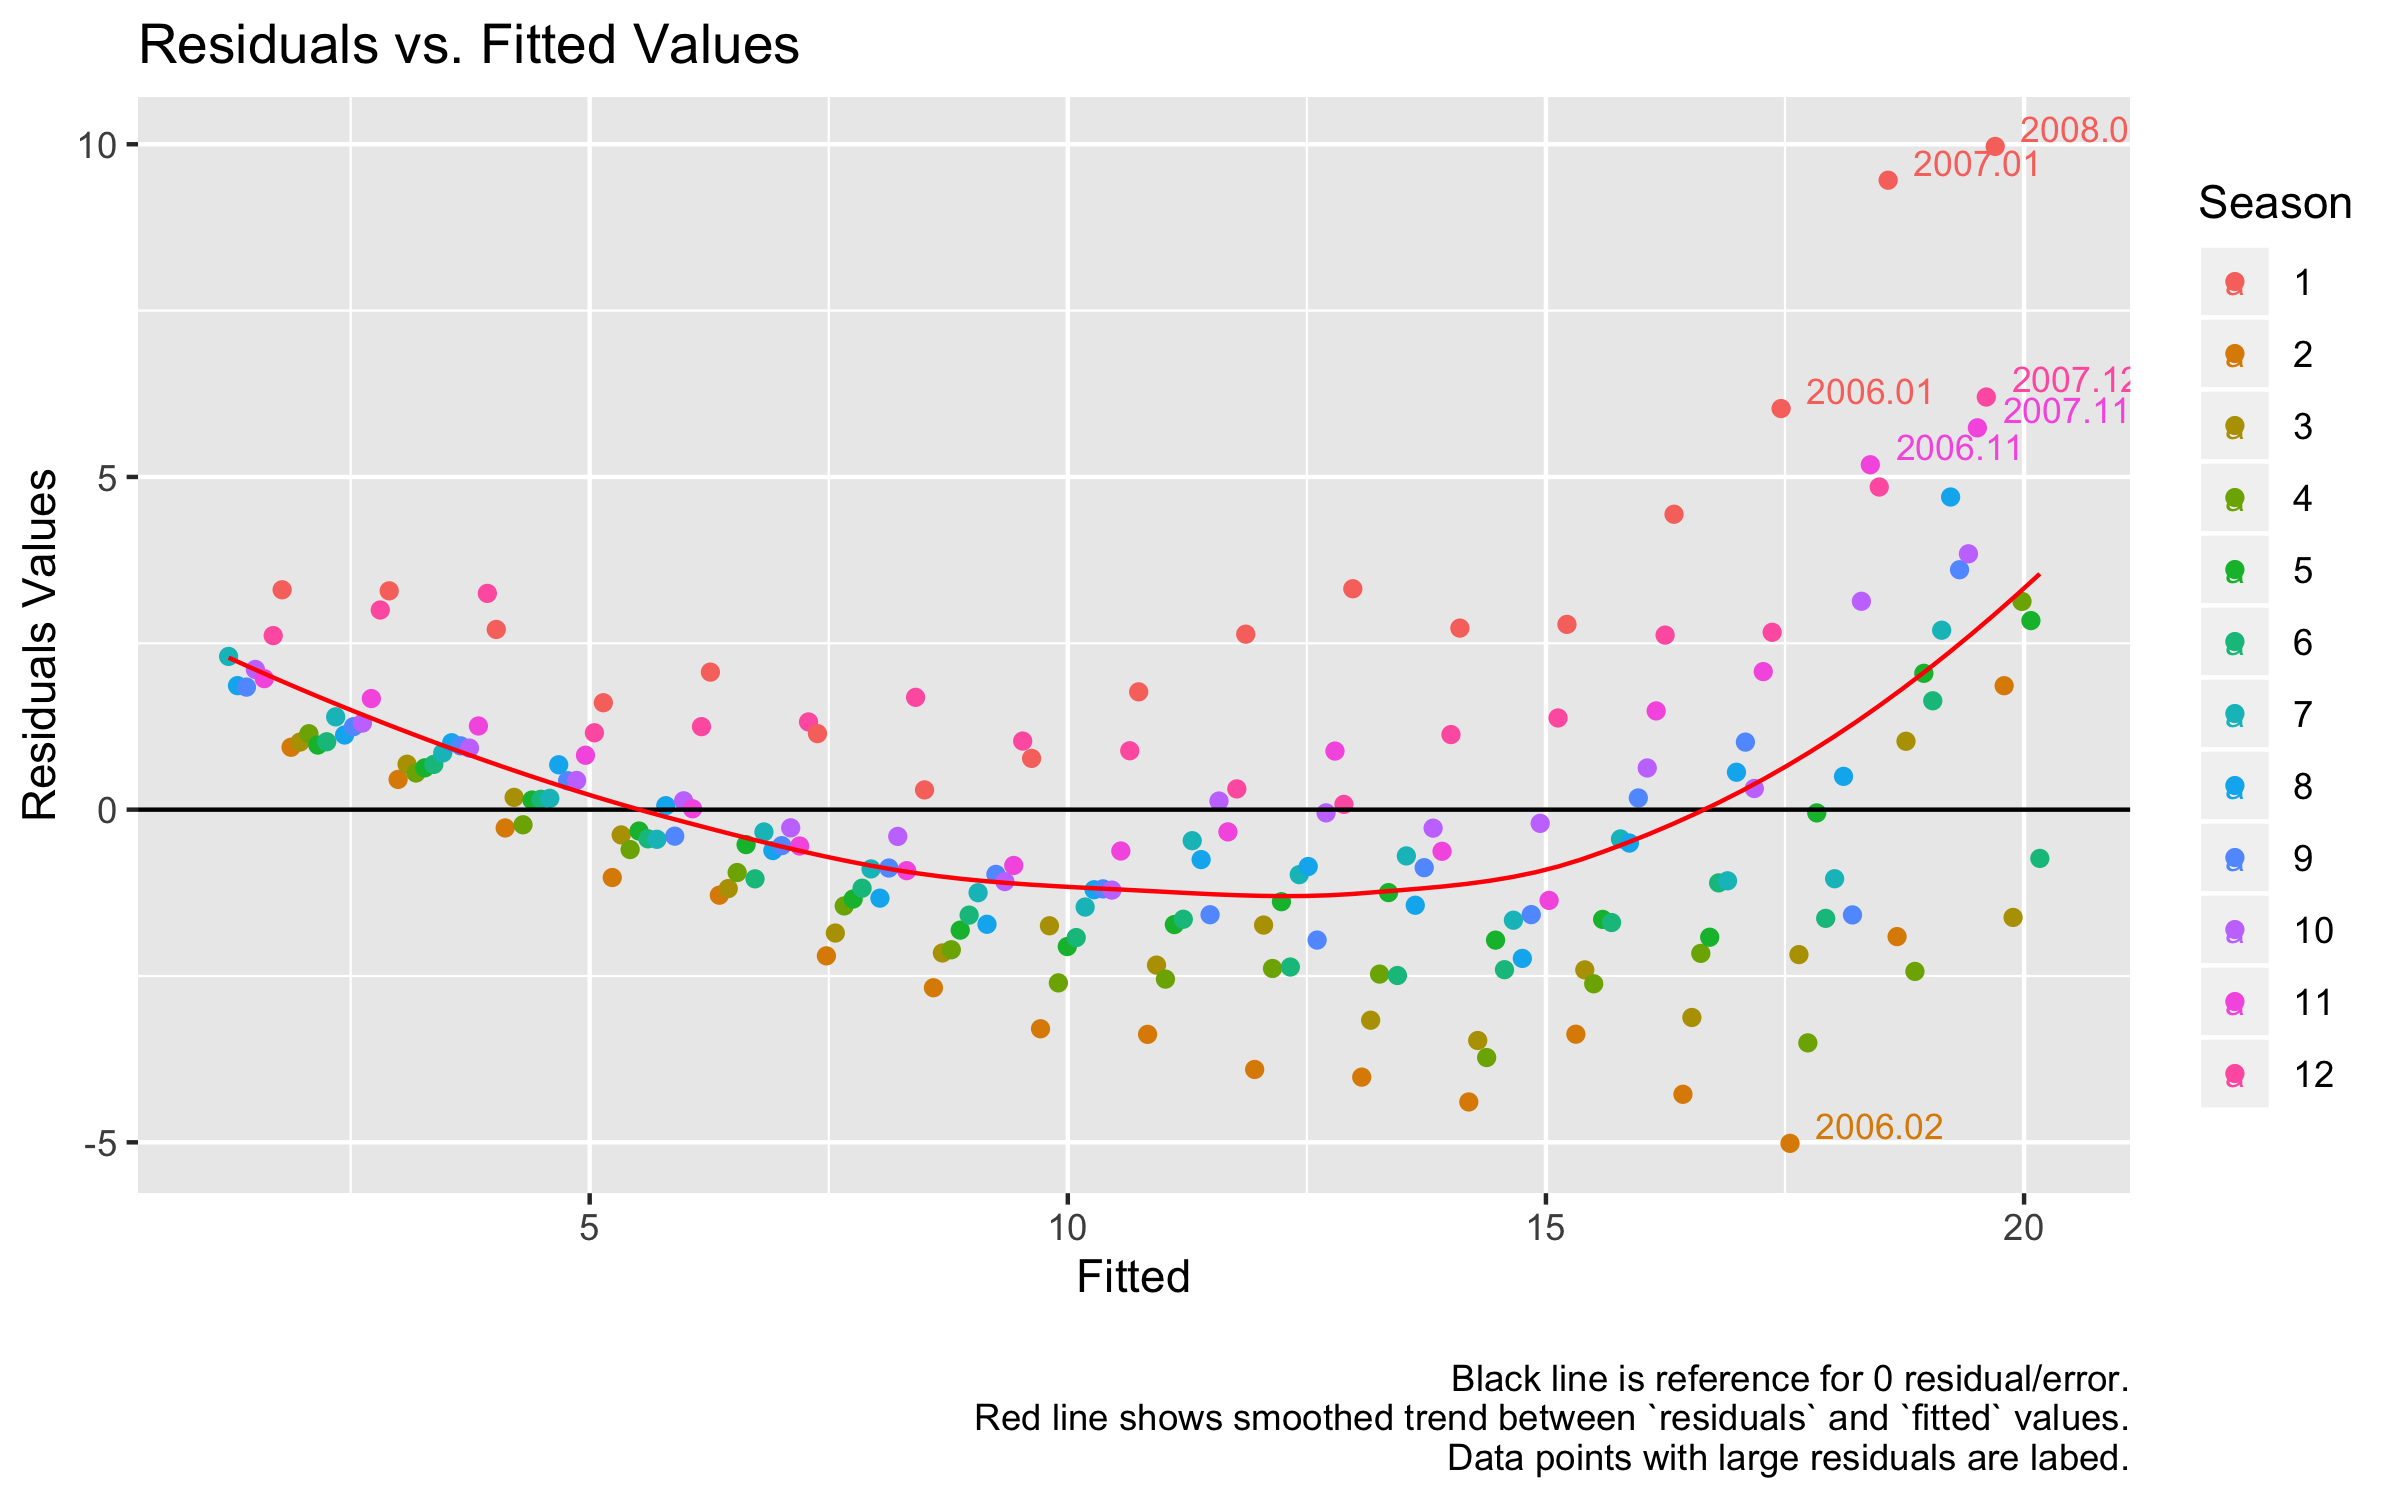 Residuals vs. Fitted Values
Residuals Values
10
5
0
-5
2008.0
2007.01
2007.12
2006.01
2007.11
2006.11
2006.02
5
10
15
20
Fitted
Season
a 1
a 2
a 3
a 4
a 5
a 6
a 7
a 8
a 9
a 10
a 11
a 12
Black line is reference for 0 residual/error.
Red line shows smoothed trend between `residuals` and `fitted` values.
Data points with large residuals are labed.